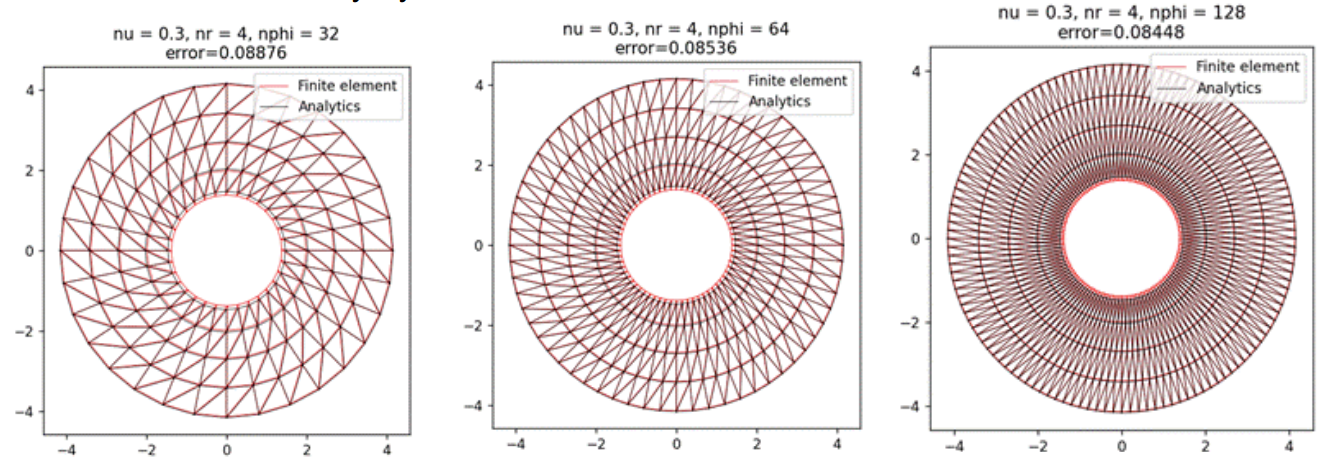 nu = 0.3, nr = 4, nphi = 32
error=0.08876
Finite element
Analytics
4
2
0
−2
−4
−4
−2
0
2
4
nu = 0.3, nr = 4, nphi = 64
error=0.08536
Finite element
Analytics
4
2
0
−2
−4
−4
−2
0
2
4
nu = 0.3, nr = 4, nphi = 128
error=0.08448
Finite element
Analytics
4
2
0
−2
−4
−4
−2
0
2
4